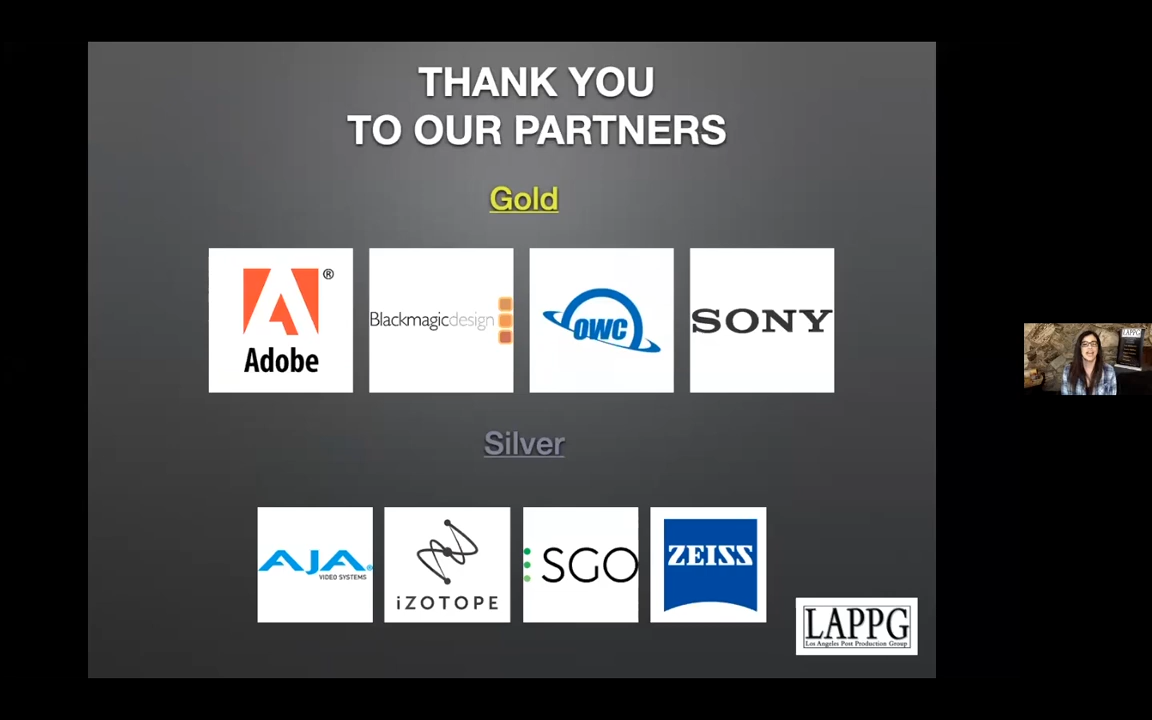 THANK YOU
TO OUR PARTNERS
Gold
Adobe ®
Blackmagicdesign
OWC
SONY
Silver
AJA ®
VIDEO SYSTEMS
iZOTOPE
SGO
ZEISS
LAPPG
Los Angeles Post Production Group
LAPPG